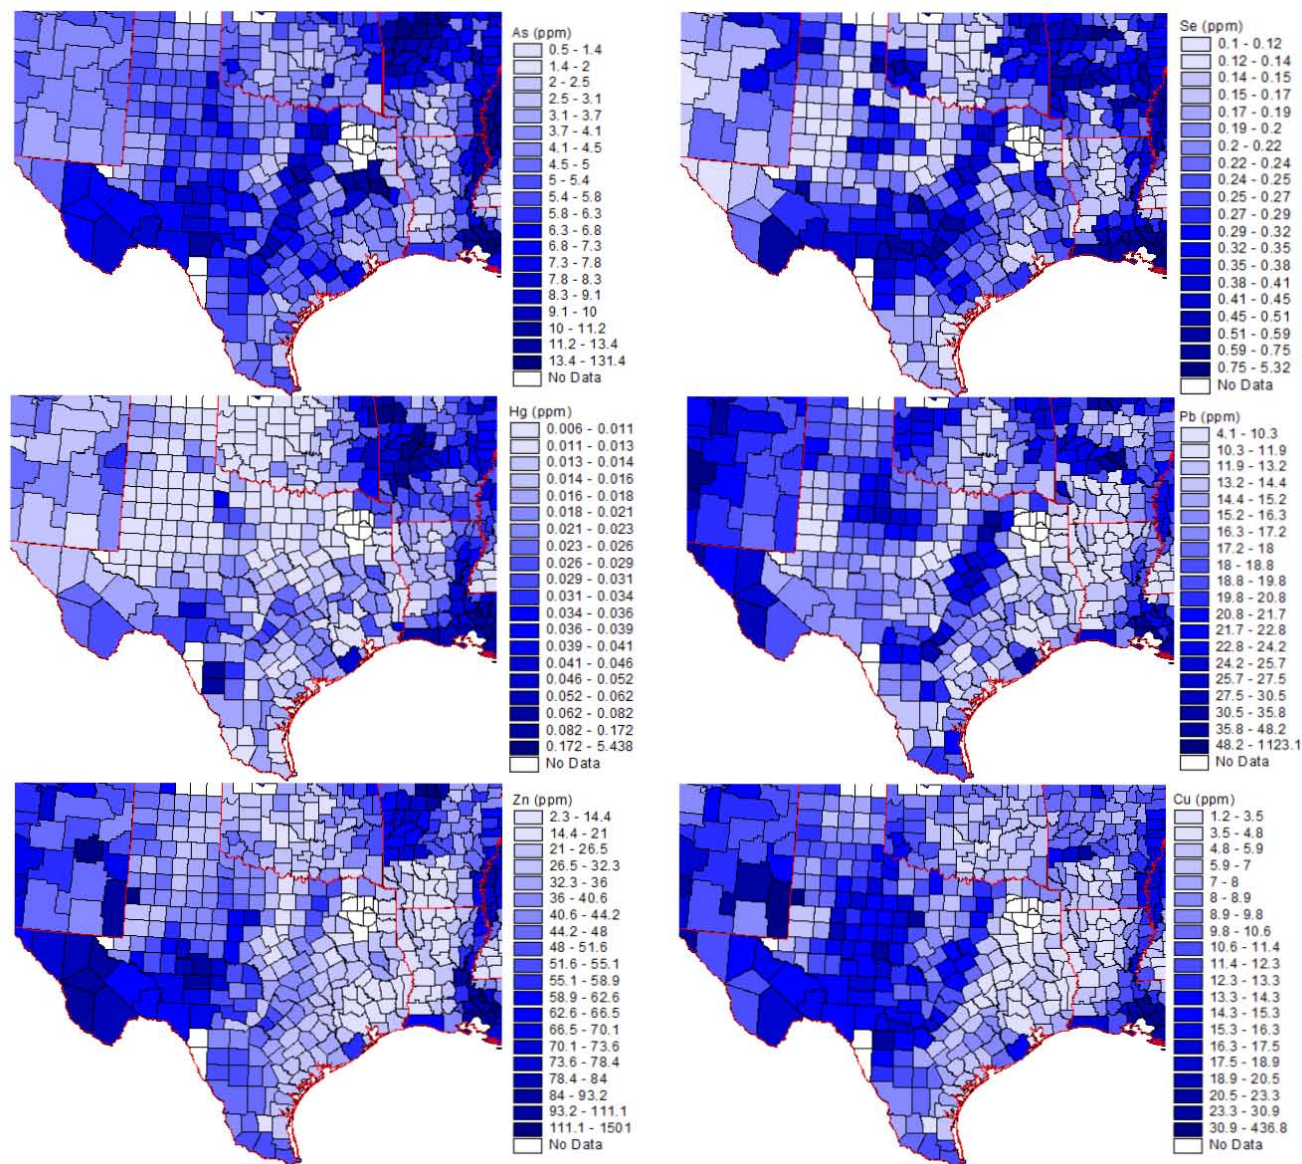 As (ppm)
0.5 - 1.4
1.4 - 2
2 - 2.5
2.5 - 3.1
3.1 - 3.7
3.7 - 4.1
4.1 - 4.5
4.5 - 5
5 - 5.4
5.4 - 5.8
5.8 - 6.3
6.3 - 6.8
6.8 - 7.3
7.3 - 7.8
7.8 - 8.3
8.3 - 9.1
9.1 - 10
10 - 11.2
11.2 - 13.4
13.4 - 131.4
No Data
Se (ppm)
0.1 - 0.12
0.12 - 0.14
0.14 - 0.15
0.15 - 0.17
0.17 - 0.19
0.19 - 0.2
0.2 - 0.22
0.22 - 0.24
0.24 - 0.25
0.25 - 0.27
0.27 - 0.29
0.29 - 0.32
0.32 - 0.35
0.35 - 0.38
0.38 - 0.41
0.41 - 0.45
0.45 - 0.51
0.51 - 0.59
0.59 - 0.75
0.75 - 5.32
No Data
Hg (ppm)
0.006 - 0.011
0.011 - 0.013
0.013 - 0.014
0.014 - 0.016
0.016 - 0.018
0.018 - 0.021
0.021 - 0.023
0.023 - 0.026
0.026 - 0.029
0.029 - 0.031
0.031 - 0.034
0.034 - 0.036
0.036 - 0.039
0.039 - 0.041
0.041 - 0.046
0.046 - 0.052
0.052 - 0.062
0.062 - 0.082
0.082 - 0.172
0.172 - 5.438
No Data
Pb (ppm)
4.1 - 10.3
10.3 - 11.9
11.9 - 13.2
13.2 - 14.4
14.4 - 15.2
15.2 - 16.3
16.3 - 17.2
17.2 - 18
18 - 18.8
18.8 - 19.8
19.8 - 20.8
20.8 - 21.7
21.7 - 22.8
22.8 - 24.2
24.2 - 25.7
25.7 - 27.5
27.5 - 30.5
30.5 - 35.8
35.8 - 48.2
48.2 - 1123.1
No Data
Zn (ppm)
2.3 - 14.4
14.4 - 21
21 - 26.5
26.5 - 32.3
32.3 - 36
36 - 40.6
40.6 - 44.2
44.2 - 48
48 - 51.6
51.6 - 55.1
55.1 - 58.9
58.9 - 62.6
62.6 - 66.5
66.5 - 70.1
70.1 - 73.6
73.6 - 78.4
78.4 - 84
84 - 93.2
93.2 - 111.1
111.1 - 1501
No Data
Cu (ppm)
1.2 - 3.5
3.5 - 4.8
4.8 - 5.9
5.9 - 7
7 - 8
8 - 8.9
8.9 - 9.8
9.8 - 10.6
10.6 - 11.4
11.4 - 12.3
12.3 - 13.3
13.3 - 14.3
14.3 - 15.3
15.3 - 16.3
16.3 - 17.5
17.5 - 18.9
18.9 - 20.5
20.5 - 23.3
23.3 - 30.9
30.9 - 436.8
No Data